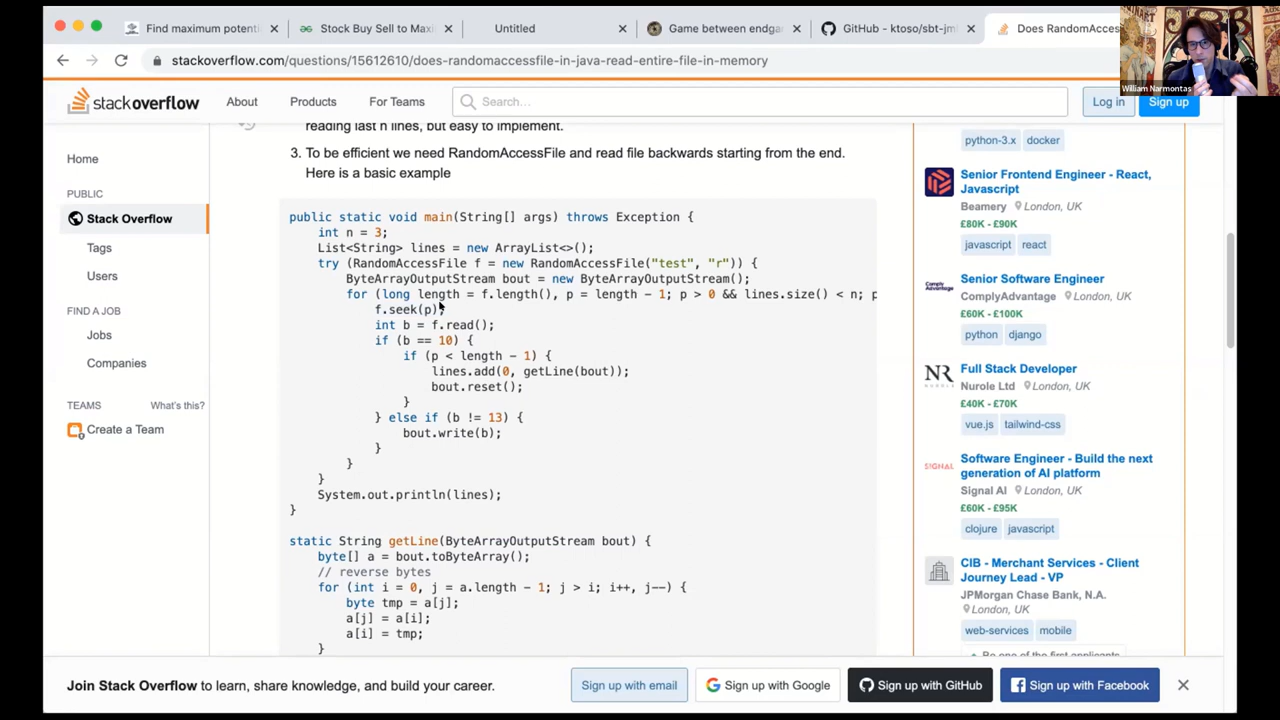 Find maximum potenti
Stock Buy Sell to Maxi
Untitled
Game between endga
GitHub - ktoso/sbt-jm
Does RandomAcces
stackoverflow.com/questions/15612610/does-randomaccessfile-in-java-read-entire-file-in-memory
William Narmontas
stackoverflow
About
Products
For Teams
Search...
Log in
Sign up
Home
PUBLIC
Stack Overflow
Tags
Users
FIND A JOB
Jobs
Companies
TEAMS
What's this?
Create a Team
reading last n lines, but easy to implement.
3. To be efficient we need RandomAccessFile and read file backwards starting from the end.
Here is a basic example
public static void main(String[] args) throws Exception {
int n = 3;
List<String> lines = new ArrayList<>();
try (RandomAccessFile f = new RandomAccessFile("test", "r")) {
ByteArrayOutputStream bout = new ByteArrayOutputStream();
for (long length = f.length(), p = length - 1; p > 0 && lines.size() < n; p
f.seek(p);
int b = f.read();
if (b == 10) {
if (p < length - 1) {
lines.add(0, getLine(bout));
bout.reset();
}
} else if (b != 13) {
bout.write(b);
}
}
}
System.out.println(lines);
}
static String getLine(ByteArrayOutputStream bout) {
byte[] a = bout.toByteArray();
// reverse bytes
for (int i = 0, j = a.length - 1; j > i; i++, j--) {
byte tmp = a[j];
a[j] = a[i];
a[i] = tmp;
}
python-3.x
docker
Senior Frontend Engineer - React,
Javascript
Beamery London, UK
£80K - £90K
javascript
react
Senior Software Engineer
ComplyAdvantage London, UK
£60K - £100K
python
django
Full Stack Developer
Nurole Ltd London, UK
£40K - £70K
vue.js
tailwind-css
Software Engineer - Build the next
generation of AI platform
Signal AI London, UK
£60K - £95K
clojure
javascript
CIB - Merchant Services - Client
Journey Lead - VP
JPMorgan Chase Bank, N.A.
London, UK
web-services
mobile
Be one of the first applicants
Join Stack Overflow to learn, share knowledge, and build your career.
Sign up with email
Sign up with Google
Sign up with GitHub
Sign up with Facebook